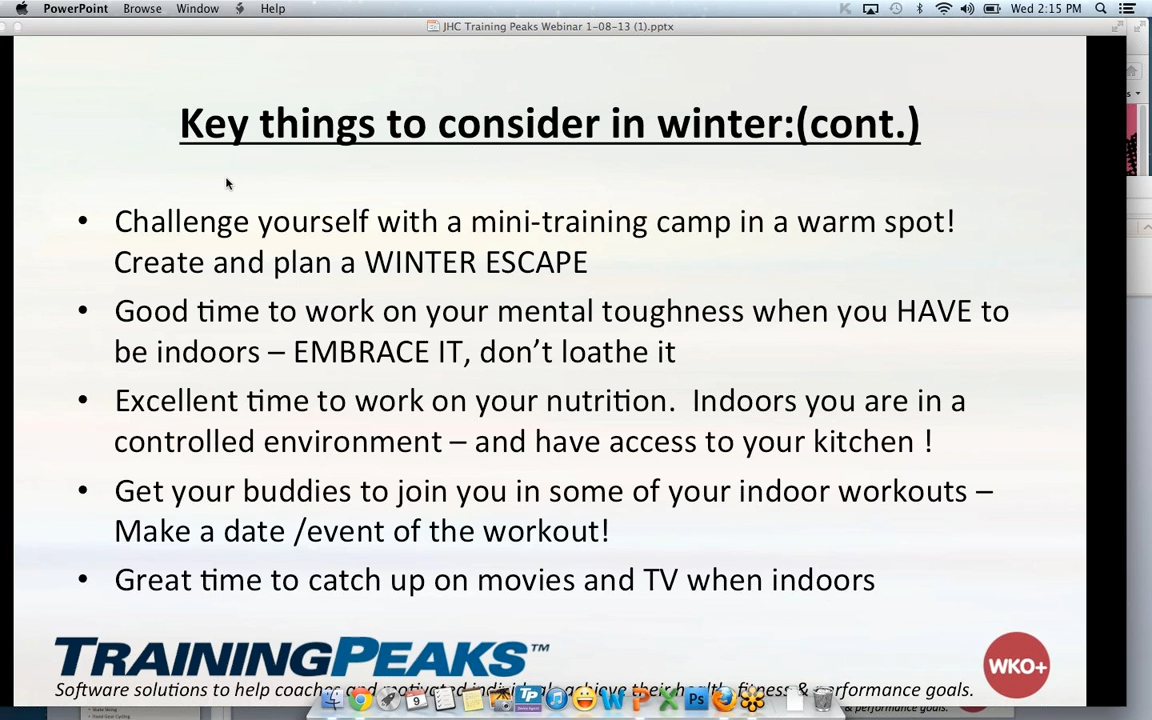 PowerPoint Browse Window Help Wed 2:15 PM
JHC Training Peaks Webinar 1-08-13 (1).pptx
Key things to consider in winter:(cont.)
• Challenge yourself with a mini-training camp in a warm spot!
Create and plan a WINTER ESCAPE
• Good time to work on your mental toughness when you HAVE to
be indoors – EMBRACE IT, don’t loathe it
• Excellent time to work on your nutrition.  Indoors you are in a
controlled environment – and have access to your kitchen !
• Get your buddies to join you in some of your indoor workouts –
Make a date /event of the workout!
• Great time to catch up on movies and TV when indoors
TRAININGPEAKS™
WKO+
Software solutions to help coaches and motivated individuals achieve their health, fitness & performance goals.
9
TP
& performance goals.